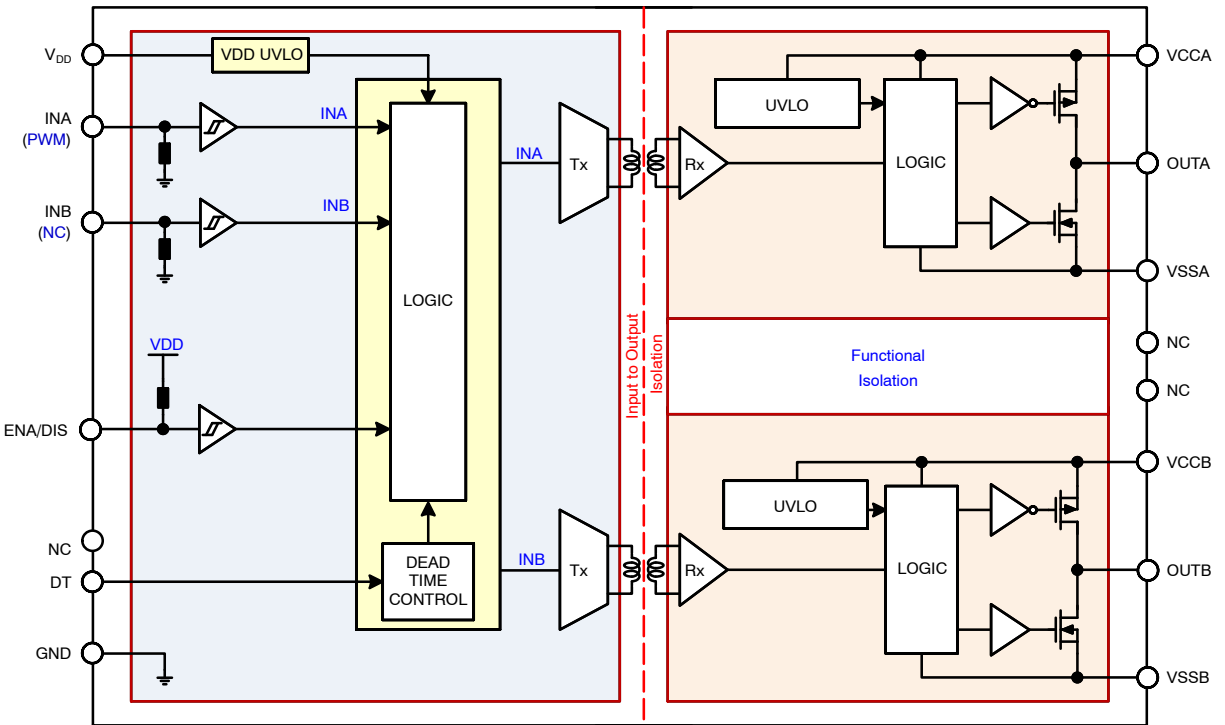 VDD
VDD UVLO
INA
(PWM)
INA
INB
(NC)
INB
VDD
ENA/DIS
LOGIC
NC
DT
DEAD
TIME
CONTROL
GND
INA
Tx
INB
Tx
Input to Output
Isolation
UVLO
Rx
LOGIC
VCCA
OUTA
VSSA
Functional
Isolation
NC
NC
UVLO
Rx
LOGIC
VCCB
OUTB
VSSB